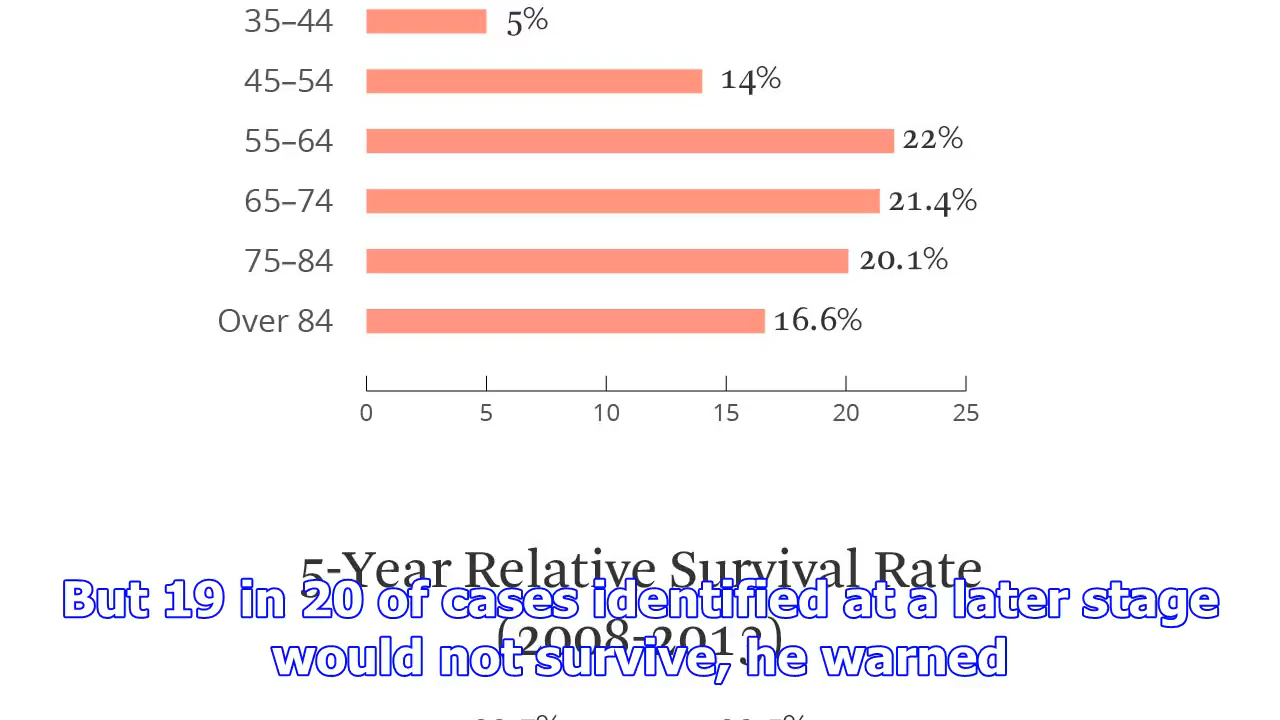 35–44 5%
45–54 14%
55–64 22%
65–74 21.4%
75–84 20.1%
Over 84 16.6%
0 5 10 15 20 25
5-Year Relative Survival Rate
(2008-2013)
But 19 in 20 of cases identified at a later stage
would not survive, he warned